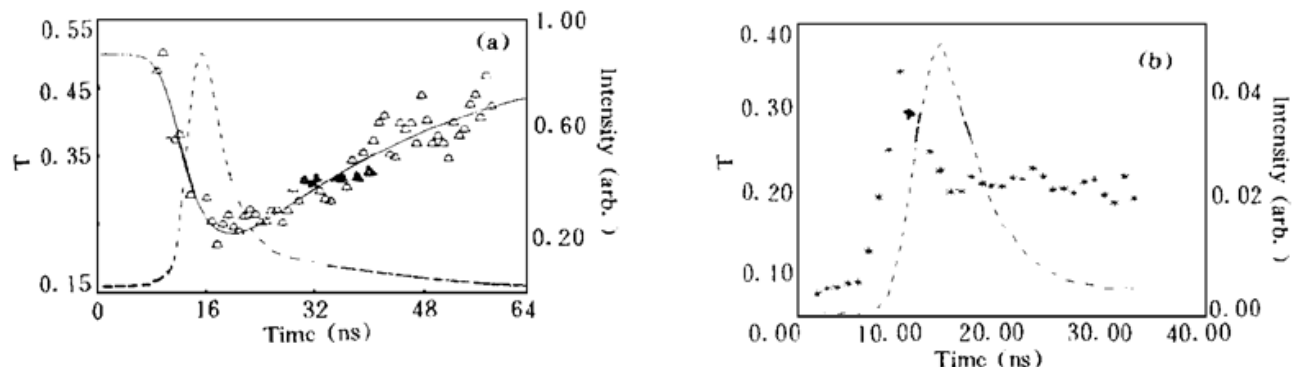 0.55
0.45
0.35
0.15
T
(a)
1.00
0.60
0.20
Intensity (arb.)
0 16 32 48 64
Time (ns)
0.40
0.30
0.20
0.10
T
(b)
0.04
0.02
0.00
Intensity (arb.)
0.00 10.00 20.00 30.00 40.00
Time (ns)